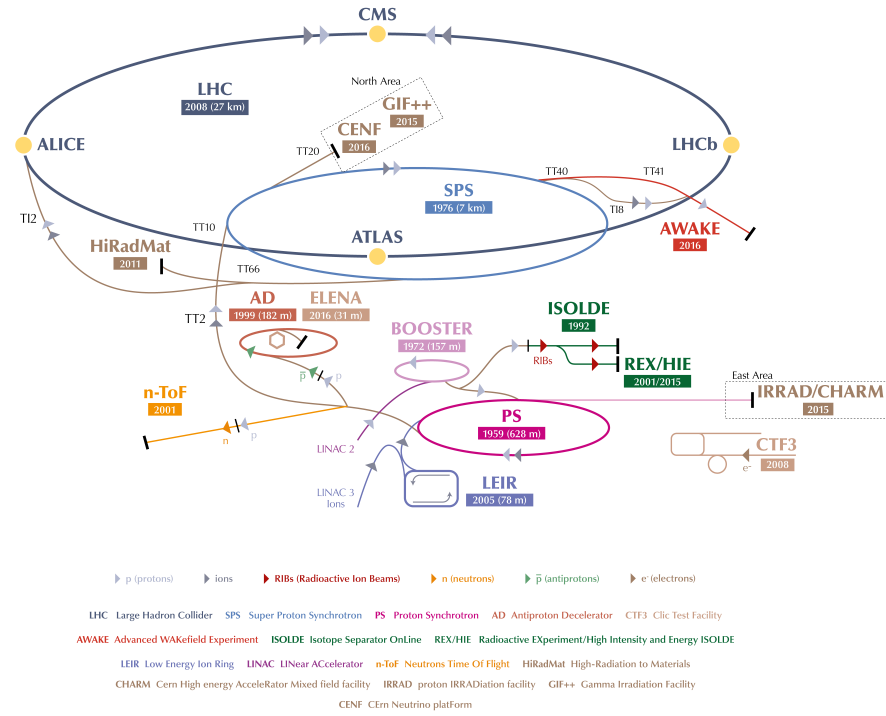 CMS
LHC
2008 (27 km)
North Area
GIF++
2015
CENF
2016
ALICE
LHCb
TT20
TT40
TT41
SPS
1976 (7 km)
TI8
TI2
TT10
AWAKE
2016
ATLAS
HiRadMat
2011
TT66
AD
1999 (182 m)
ELENA
2016 (31 m)
TT2
BOOSTER
1972 (157 m)
ISOLDE
1992
RIBs
REX/HIE
2001/2015
p̅
p
East Area
n-ToF
2001
IRRAD/CHARM
2015
PS
1959 (628 m)
n
p
LINAC 2
CTF3
2008
e-
LINAC 3
Ions
LEIR
2005 (78 m)
p (protons) ions RIBs (Radioactive Ion Beams) n (neutrons) p̅ (antiprotons) e- (electrons)
LHC Large Hadron Collider SPS Super Proton Synchrotron PS Proton Synchrotron AD Antiproton Decelerator CTF3 Clic Test Facility
AWAKE Advanced WAKefield Experiment ISOLDE Isotope Separator OnLine REX/HIE Radioactive EXperiment/High Intensity and Energy ISOLDE
LEIR Low Energy Ion Ring LINAC LINear ACcelerator n-ToF Neutrons Time Of Flight HiRadMat High-Radiation to Materials
CHARM Cern High energy AcceleRator Mixed field facility IRRAD proton IRRADiation facility GIF++ Gamma Irradiation Facility
CENF CErn Neutrino platForm